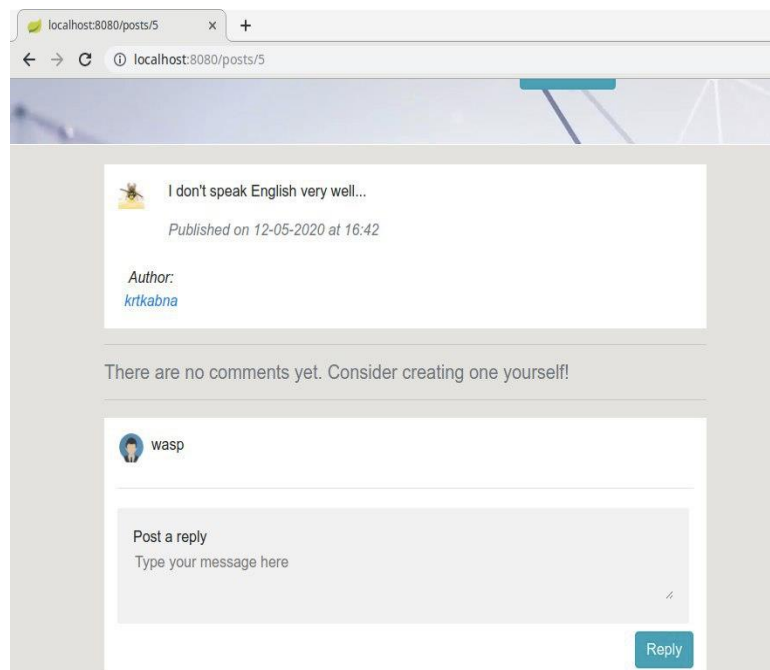 localhost:8080/posts/5
localhost:8080/posts/5
I don't speak English very well...
Published on 12-05-2020 at 16:42
Author:
krtkabna
There are no comments yet. Consider creating one yourself!
wasp
Post a reply
Type your message here
Reply